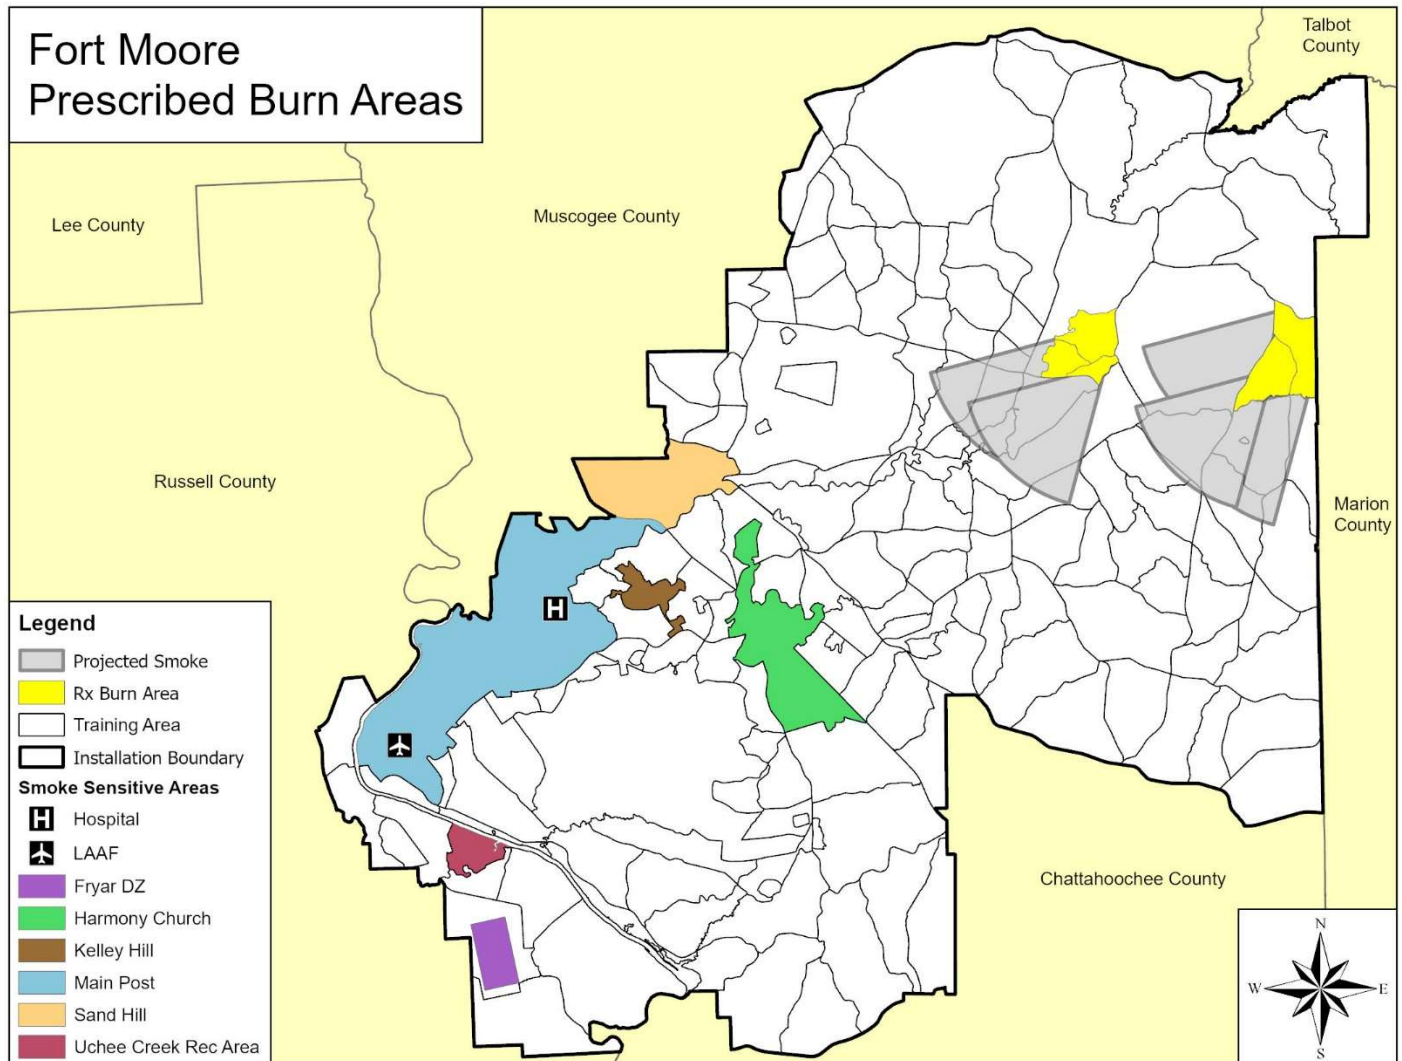 Fort Moore
Prescribed Burn Areas
Talbot
County
Lee County
Muscogee County
Russell County
Marion
County
Chattahoochee County
H
Legend
Projected Smoke
Rx Burn Area
Training Area
Installation Boundary
Smoke Sensitive Areas
H
Hospital
LAAF
Fryar DZ
Harmony Church
Kelley Hill
Main Post
Sand Hill
Uchee Creek Rec Area
N
W
E
S